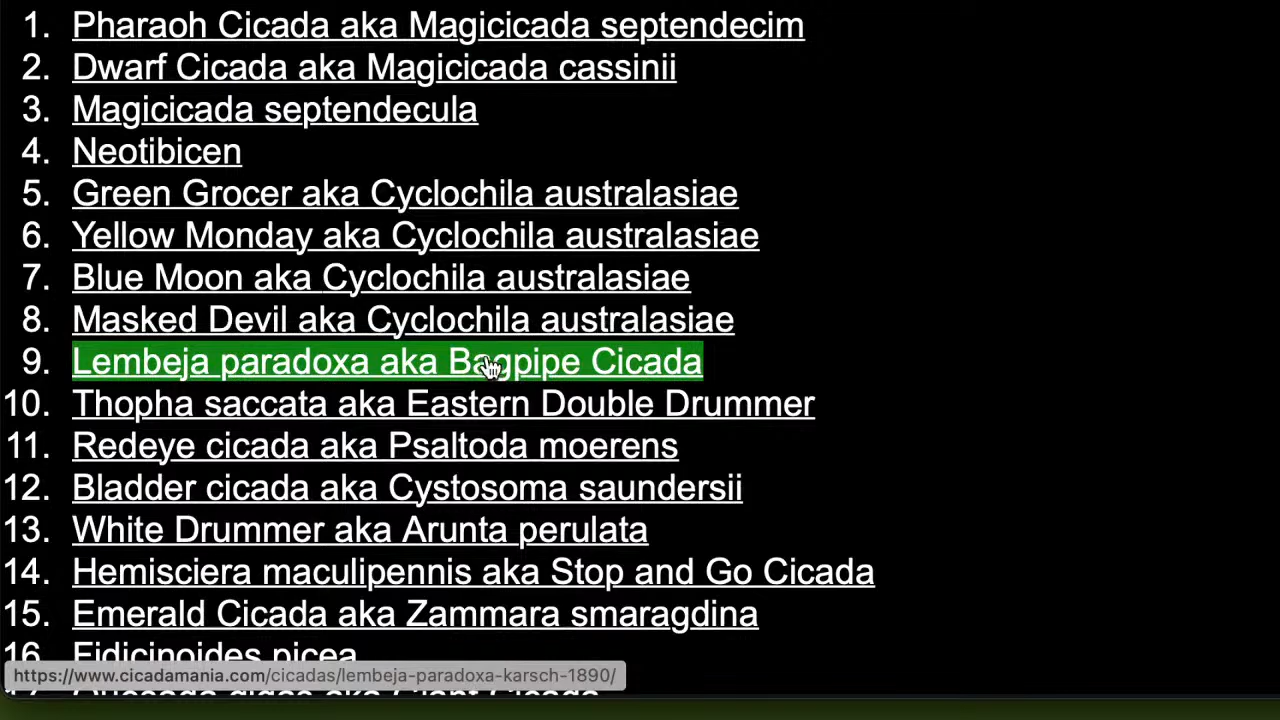 1. Pharaoh Cicada aka Magicicada septendecim
2. Dwarf Cicada aka Magicicada cassinii
3. Magicicada septendecula
4. Neotibicen
5. Green Grocer aka Cyclochila australasiae
6. Yellow Monday aka Cyclochila australasiae
7. Blue Moon aka Cyclochila australasiae
8. Masked Devil aka Cyclochila australasiae
9. Lembeja paradoxa aka Bagpipe Cicada
10. Thopha saccata aka Eastern Double Drummer
11. Redeye cicada aka Psaltoda moerens
12. Bladder cicada aka Cystosoma saundersii
13. White Drummer aka Arunta perulata
14. Hemisciera maculipennis aka Stop and Go Cicada
15. Emerald Cicada aka Zammara smaragdina
16. Fidicinoides picea
https://www.cicadamania.com/cicadas/lembeja-paradoxa-karsch-1890/